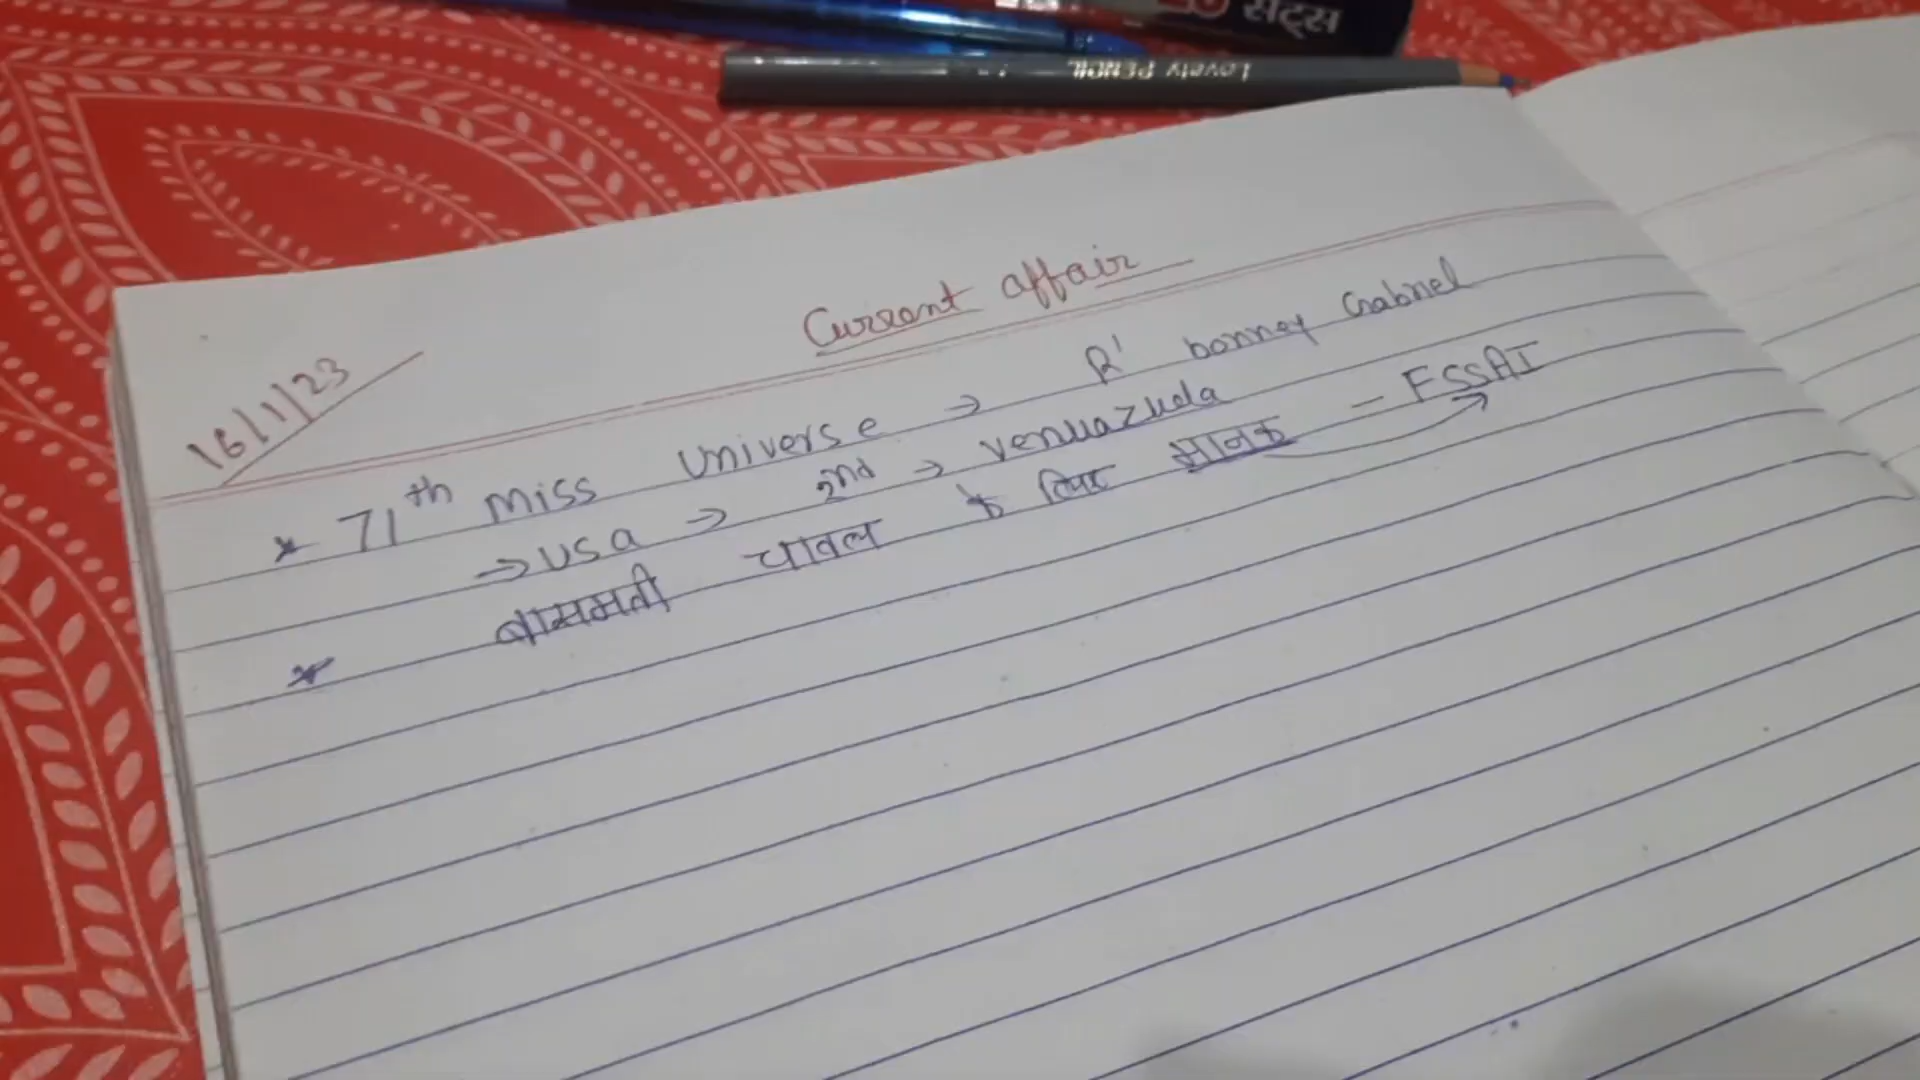 सेट्स
Lovely PENCIL
Current affair
16/1/23
* 71th miss Universe → R' bonney Gabriel
→ usa → 2nd → venuazuela
* बासमती चावल के लिए मानक – FSSAI